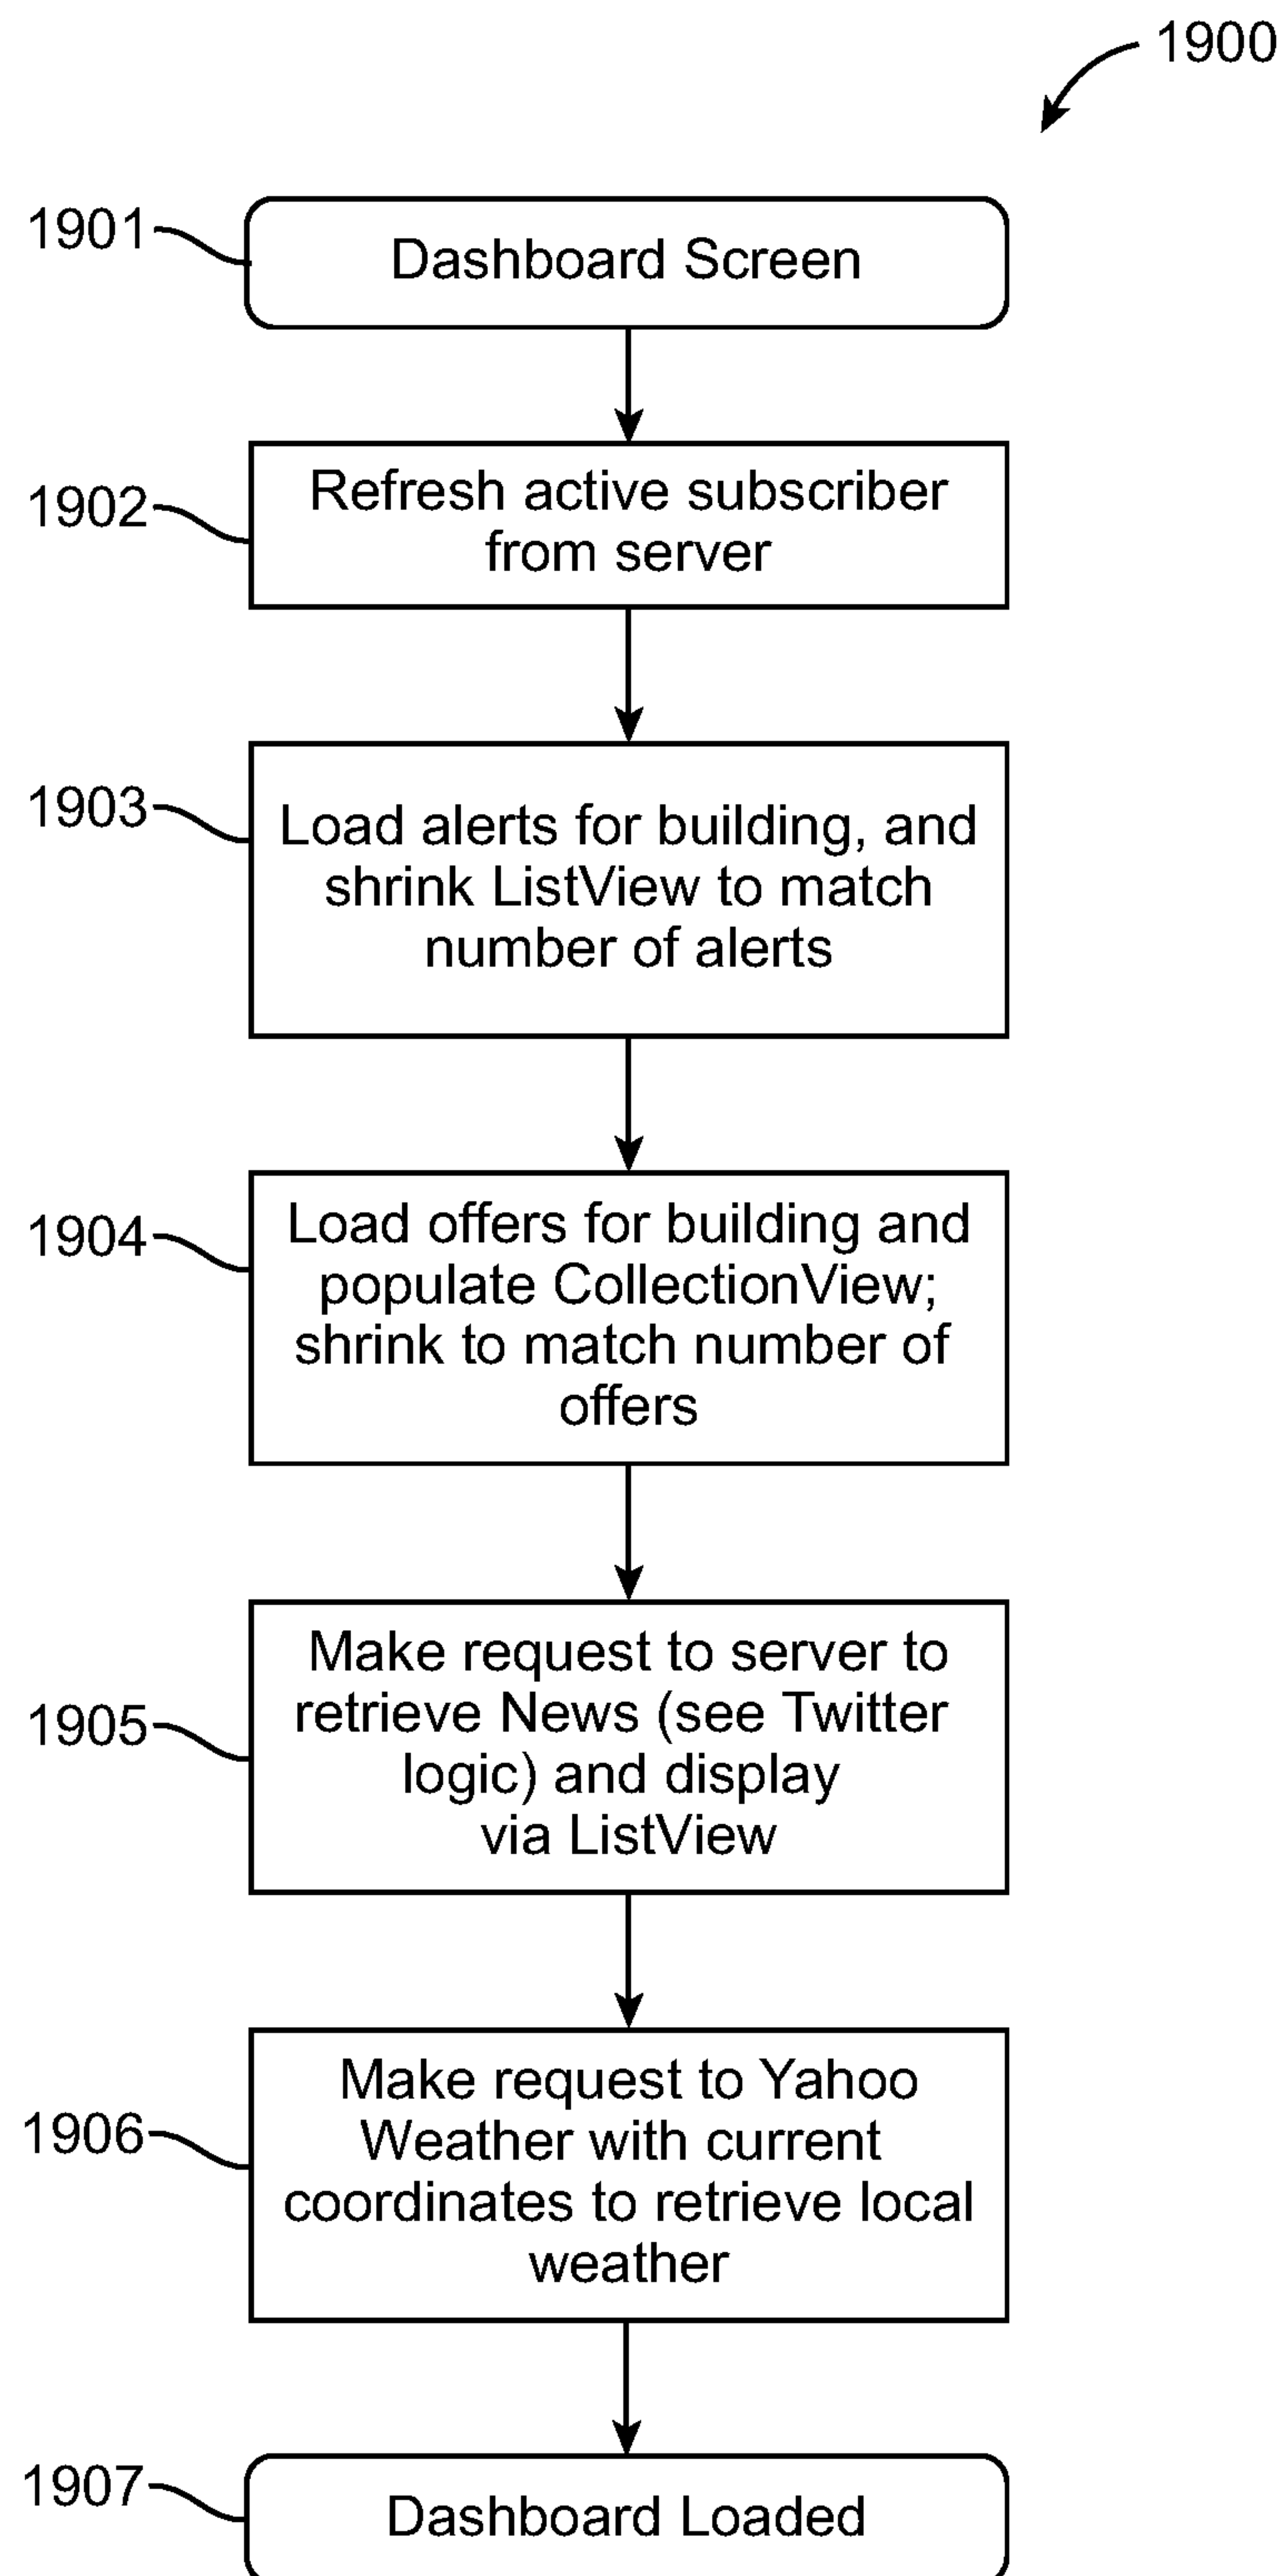 1900
1901
Dashboard Screen
1902
Refresh active subscriber
from server
1903
Load alerts for building, and
shrink ListView to match
number of alerts
1904
Load offers for building and
populate CollectionView;
shrink to match number of
offers
1905
Make request to server to
retrieve News (see Twitter
logic) and display
via ListView
1906
Make request to Yahoo
Weather with current
coordinates to retrieve local
weather
1907
Dashboard Loaded